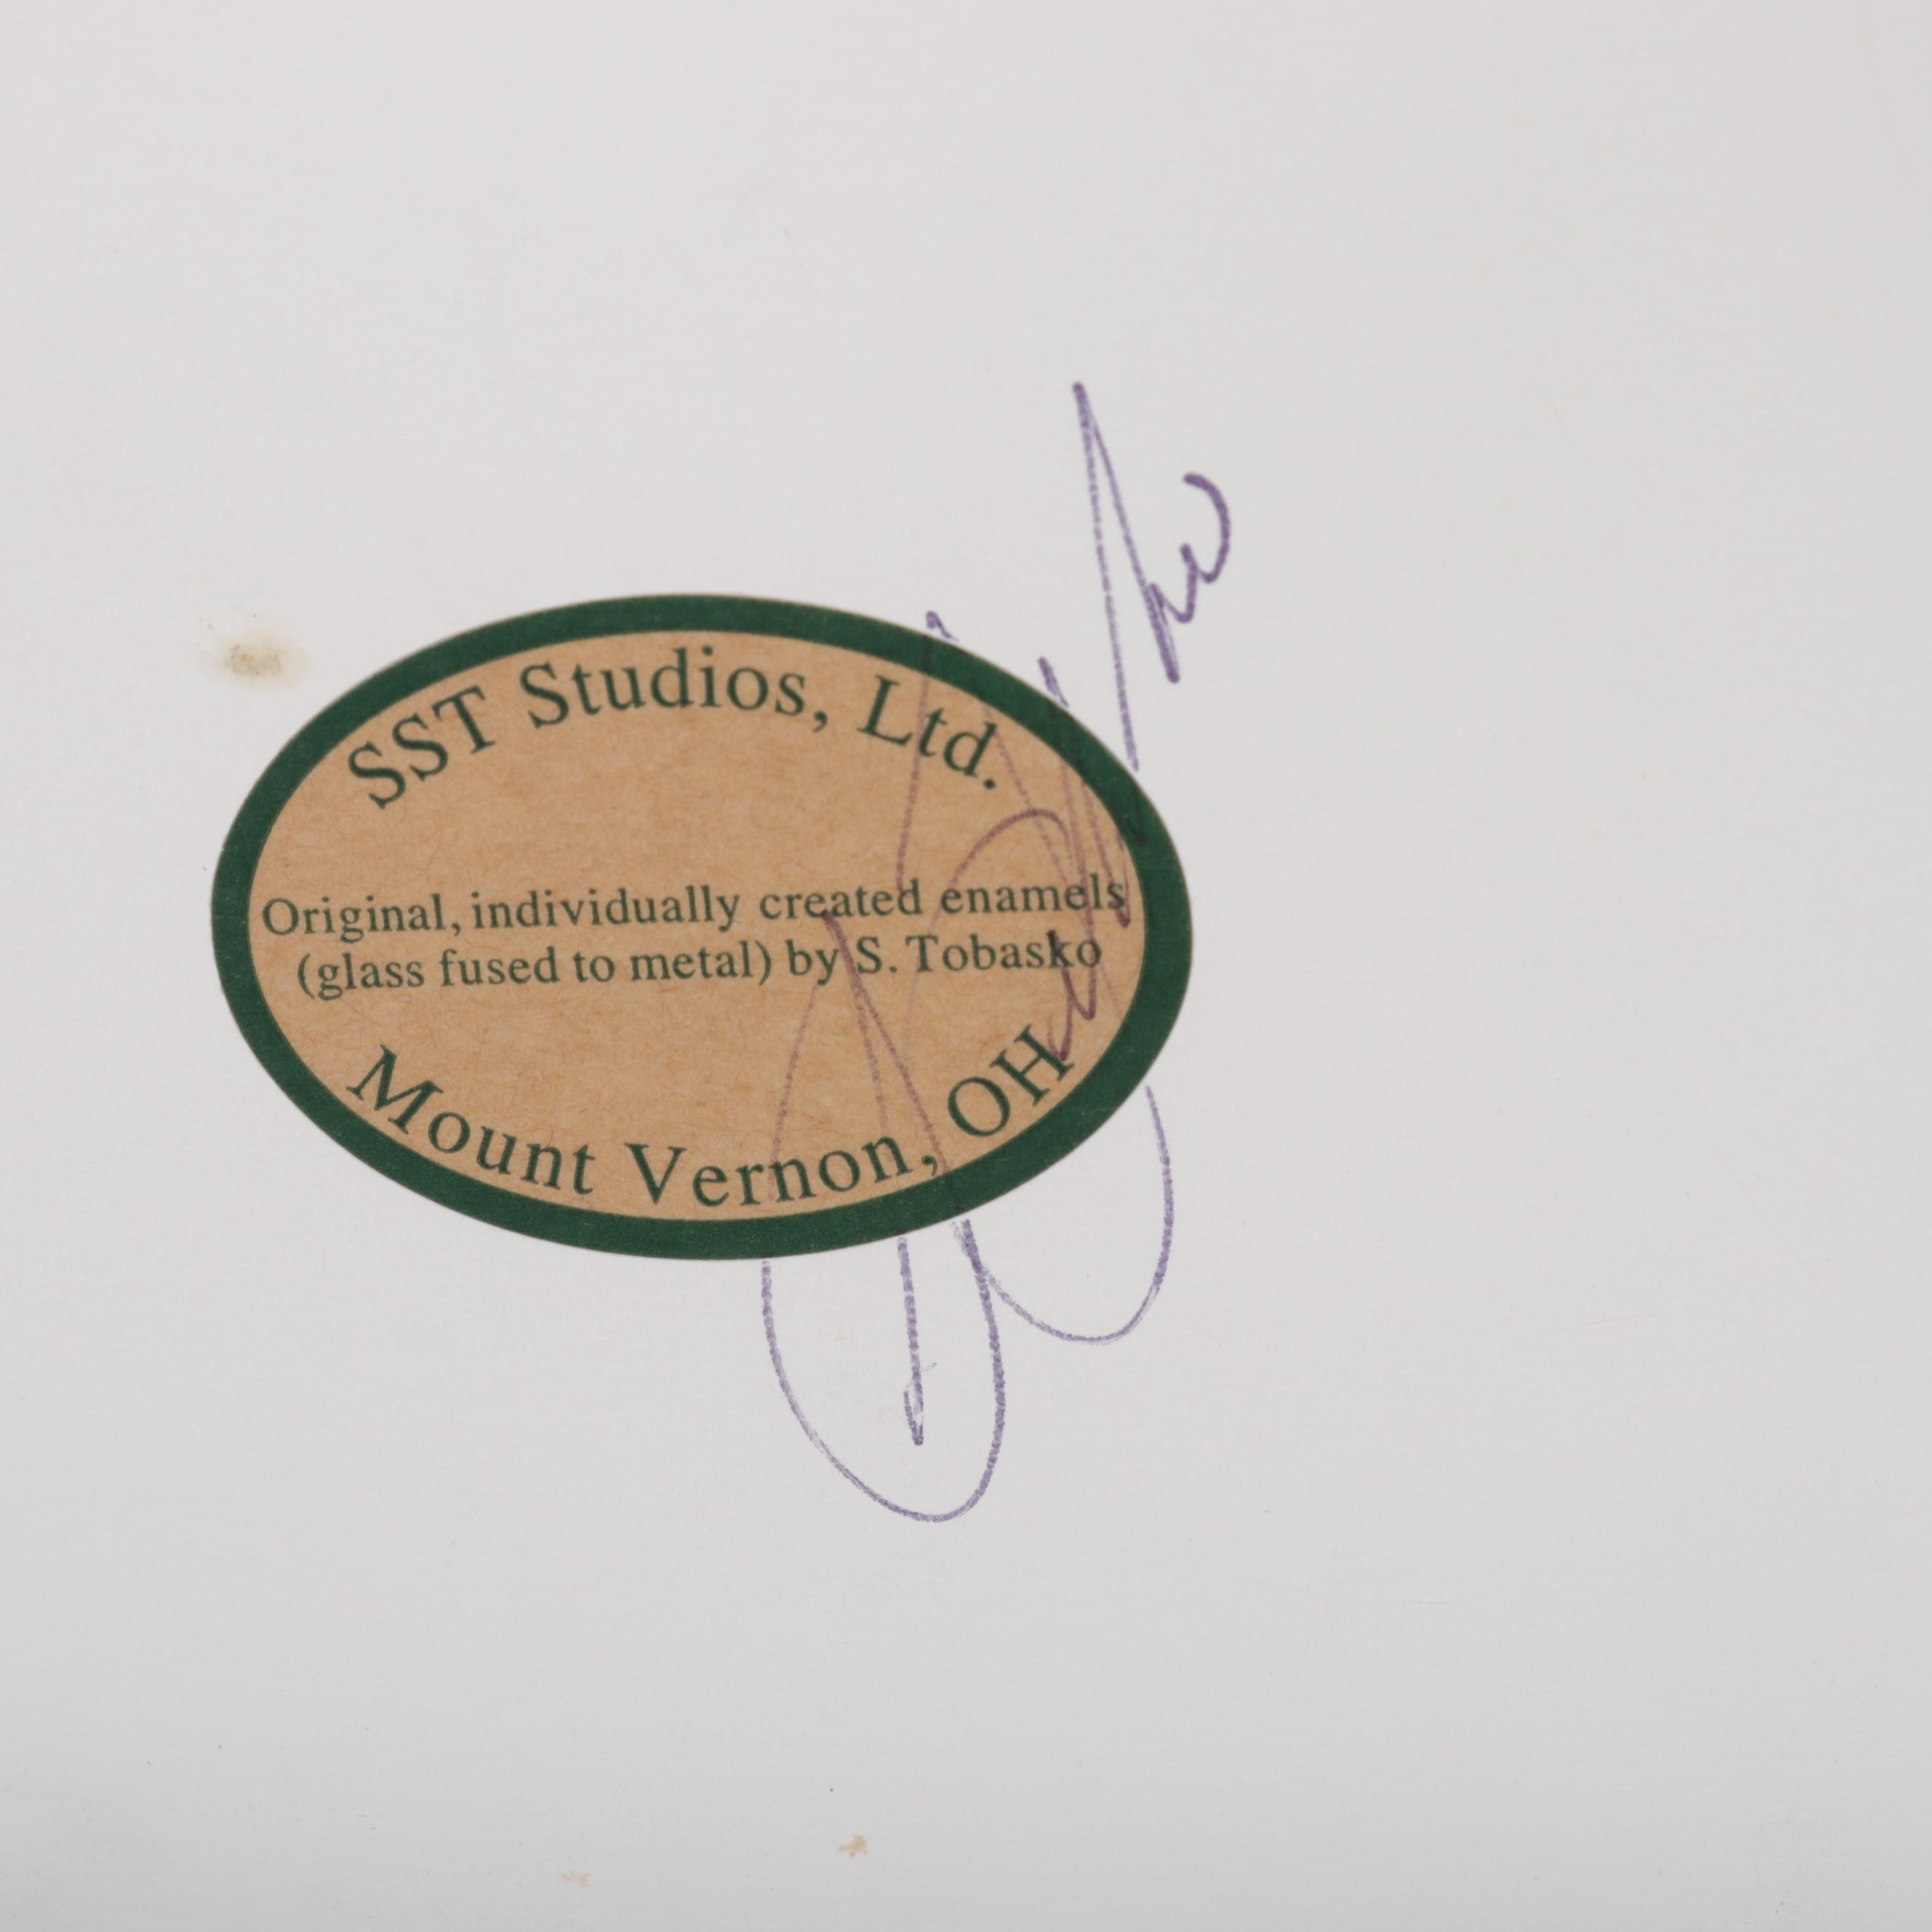 SST Studios, Ltd.
Original, individually created enamels
(glass fused to metal) by S. Tobasko
Mount Vernon, OH